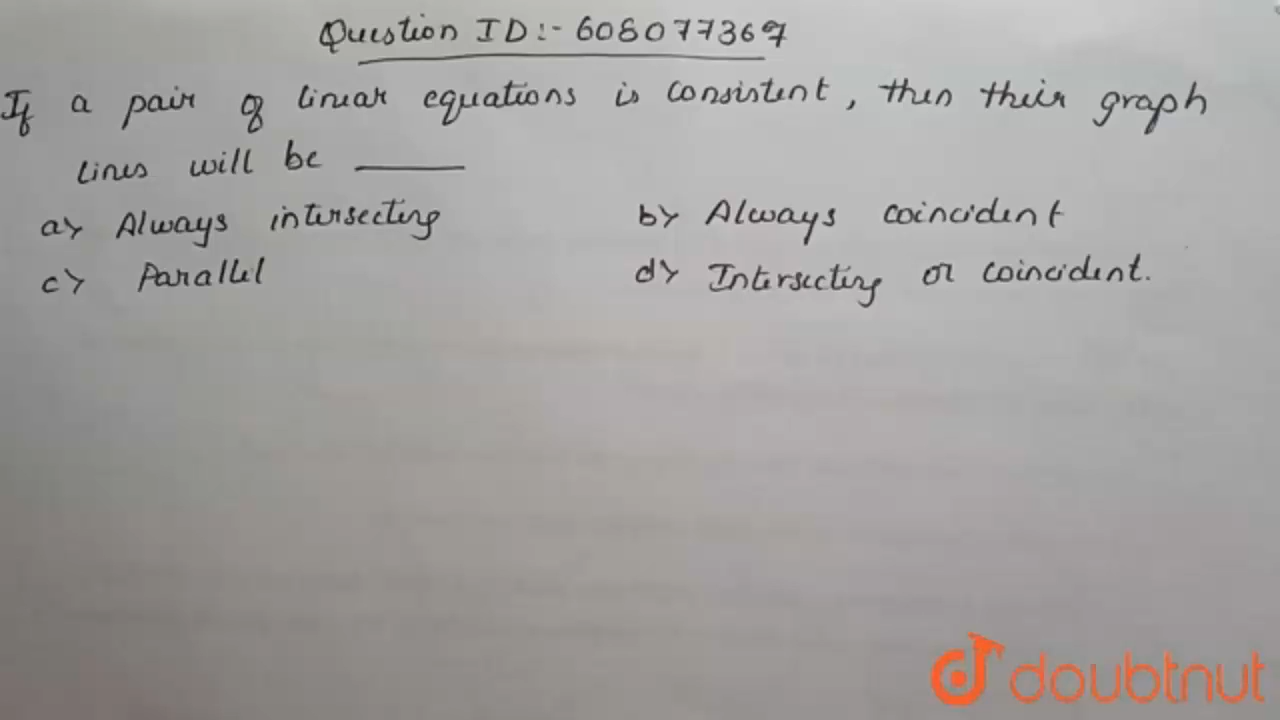 Question ID:- 608077367
If a pair of linear equations is consistent, then their graph
lines will be ______
a> Always intersecting b> Always coincident
c> Parallel d> Intersecting or coincident.
doubtnut